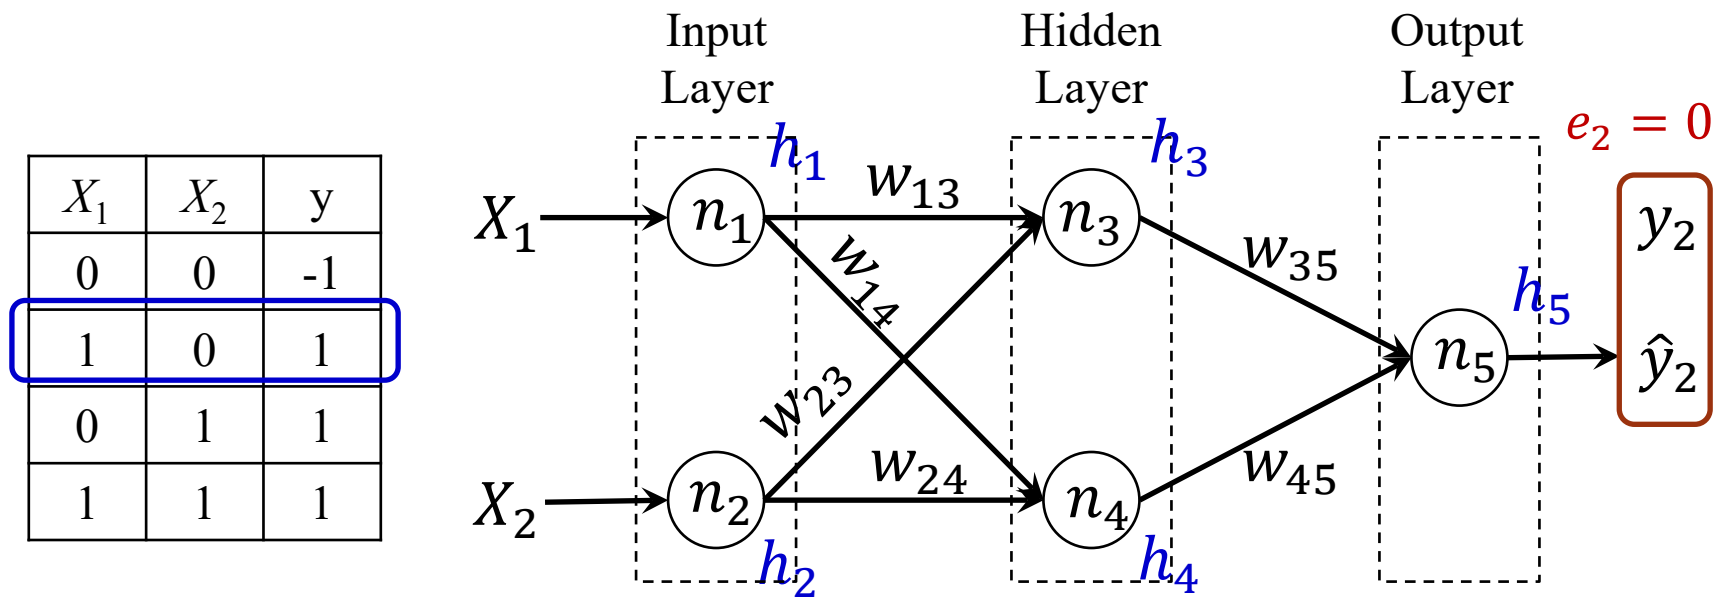 X₁ X₂ y
0 0 -1
1 0 1
0 1 1
1 1 1
Input Layer
Hidden Layer
Output Layer
e₂ = 0
h₁
h₃
X₁
n₁
w₁₃
n₃
w₁₄
w₃₅
h₅
y₂
n₅
ŷ₂
w₂₃
w₂₄
w₄₅
X₂
n₂
n₄
h₂
h₄